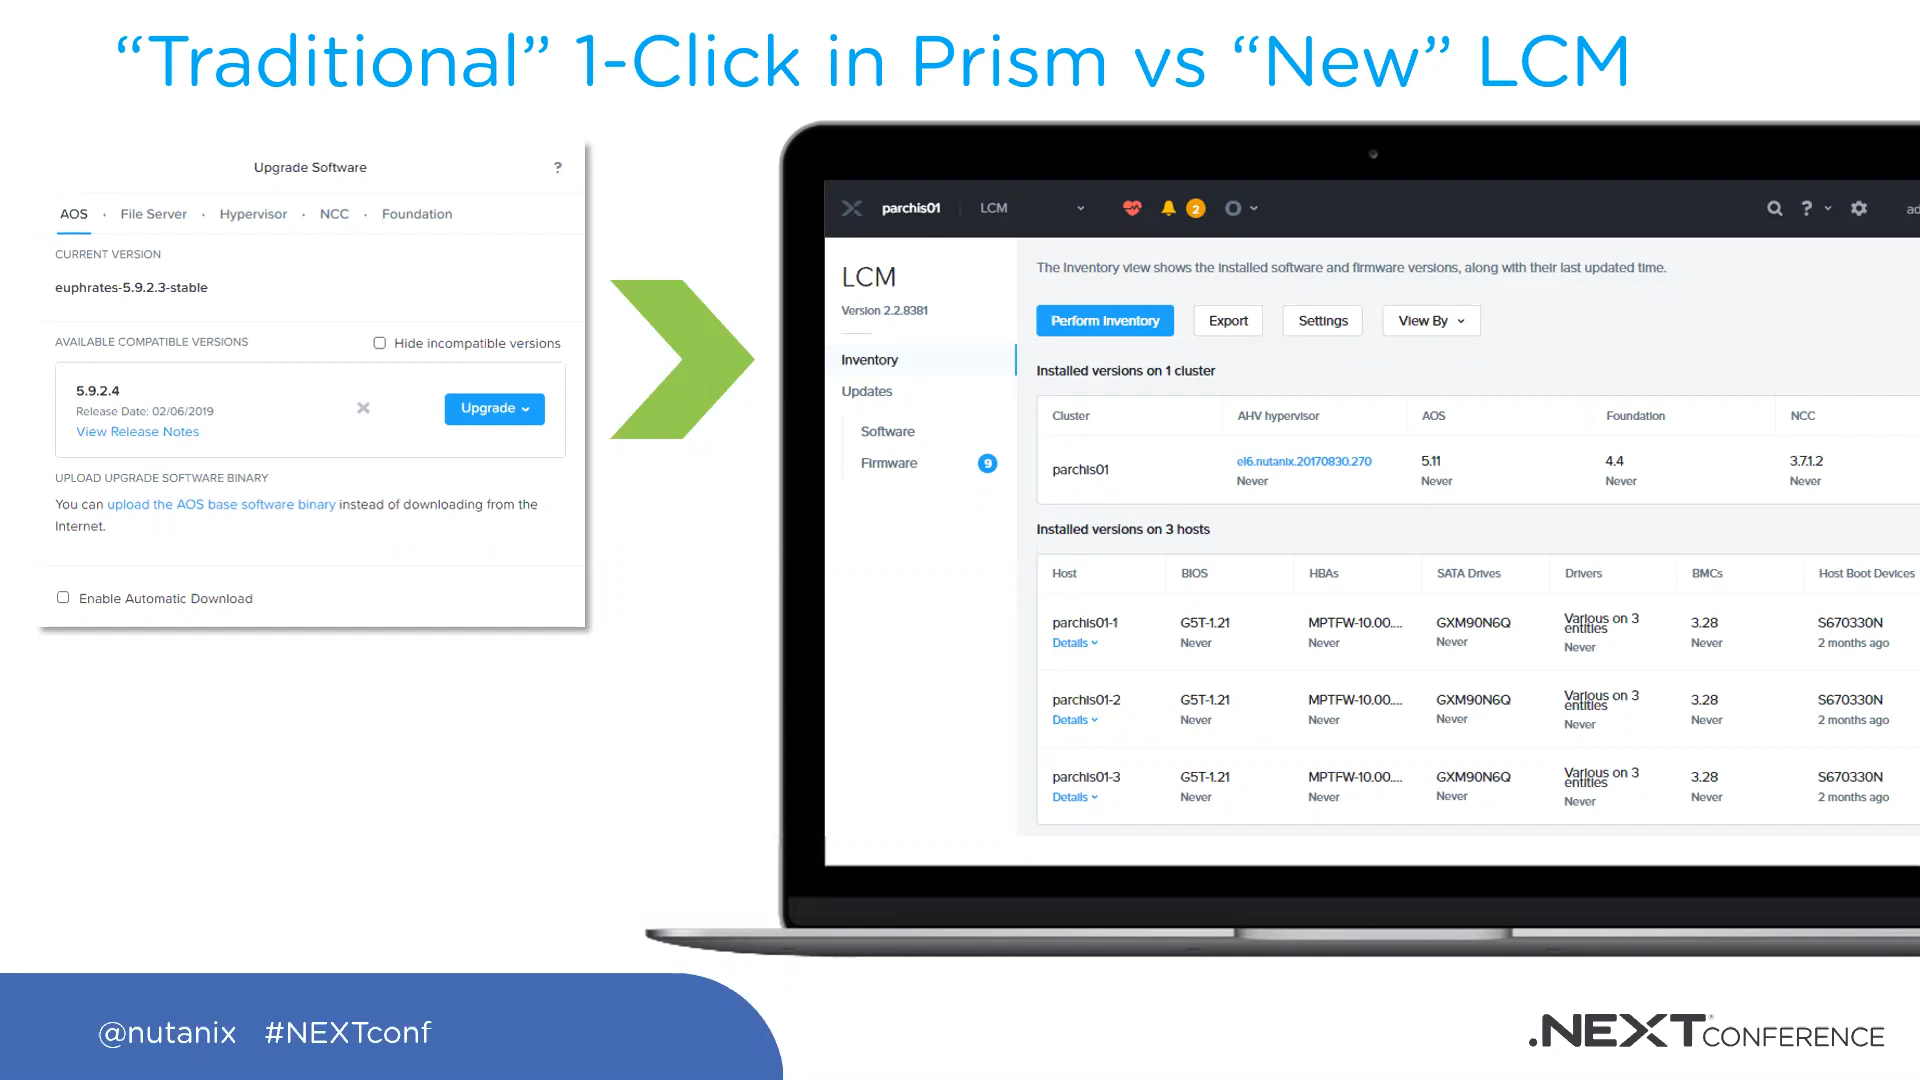 “Traditional” 1-Click in Prism vs “New” LCM
Upgrade Software
?
AOS · File Server · Hypervisor · NCC · Foundation
CURRENT VERSION
euphrates-5.9.2.3-stable
AVAILABLE COMPATIBLE VERSIONS
Hide incompatible versions
5.9.2.4
Release Date: 02/06/2019
View Release Notes
Upgrade
UPLOAD UPGRADE SOFTWARE BINARY
You can upload the AOS base software binary instead of downloading from the
Internet.
Enable Automatic Download
parchis01 LCM 2 ? ad
LCM
Version 2.2.8381
Inventory
Updates
Software
Firmware 9
The Inventory view shows the installed software and firmware versions, along with their last updated time.
Perform Inventory Export Settings View By
Installed versions on 1 cluster
Cluster AHV hypervisor AOS Foundation NCC
parchis01 el6.nutanix.20170830.270 5.11 4.4 3.7.1.2
Never Never Never Never
Installed versions on 3 hosts
Host BIOS HBAs SATA Drives Drivers BMCs Host Boot Devices
parchis01-1 G5T-1.21 MPTFW-10.00.... GXM90N6Q Various on 3 entities 3.28 S670330N
Details Never Never Never Never Never 2 months ago
parchis01-2 G5T-1.21 MPTFW-10.00.... GXM90N6Q Various on 3 entities 3.28 S670330N
Details Never Never Never Never Never 2 months ago
parchis01-3 G5T-1.21 MPTFW-10.00.... GXM90N6Q Various on 3 entities 3.28 S670330N
Details Never Never Never Never Never 2 months ago
@nutanix #NEXTconf
.NEXT® CONFERENCE